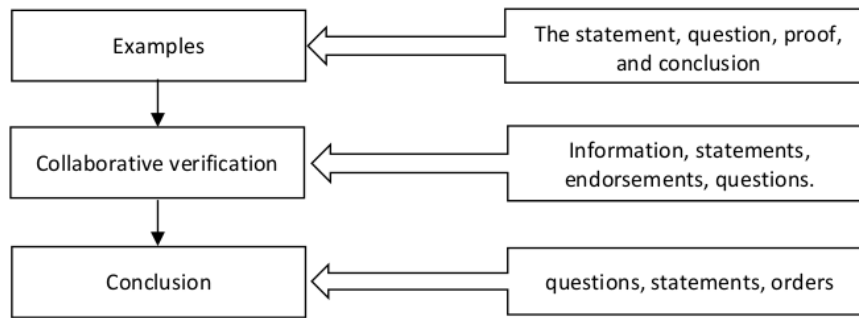 Examples
The statement, question, proof,
and conclusion
Collaborative verification
Information, statements,
endorsements, questions.
Conclusion
questions, statements, orders